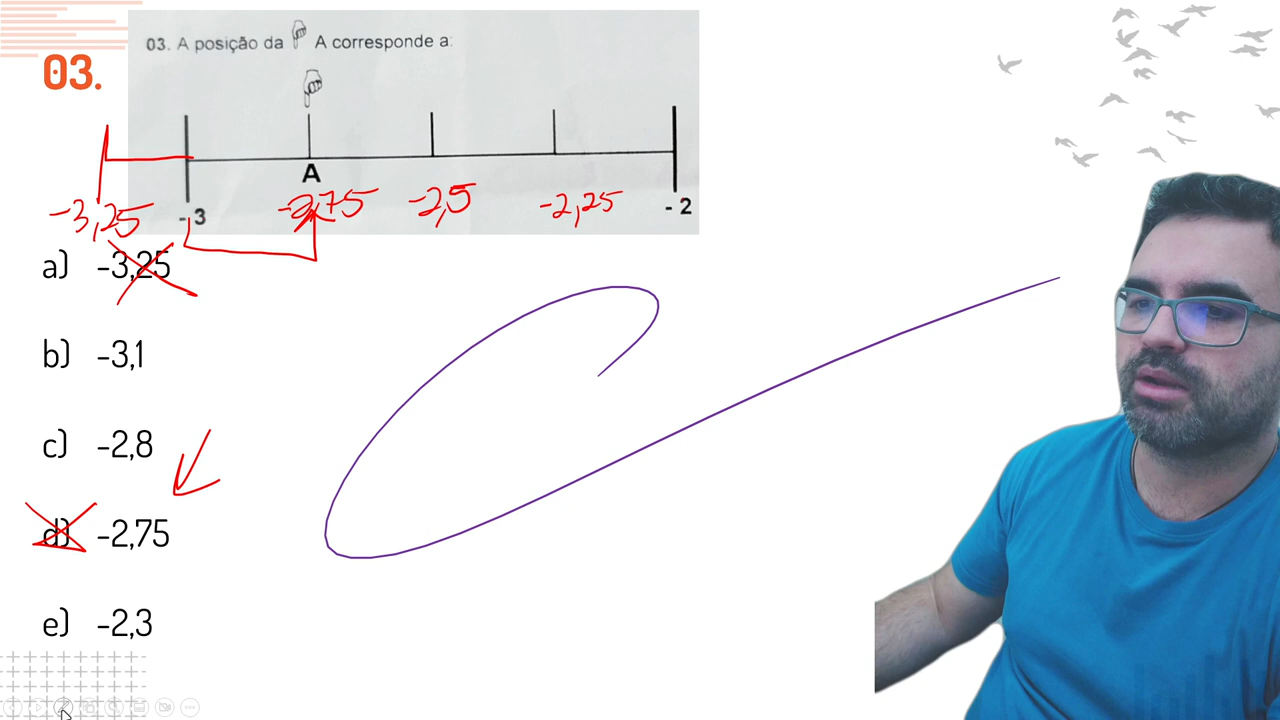 03. A posição da A corresponde a:
03.
A
-3,25 -3 -2,75 -2,5 -2,25 -2
a) -3,25
b) -3,1
c) -2,8
d) -2,75
e) -2,3